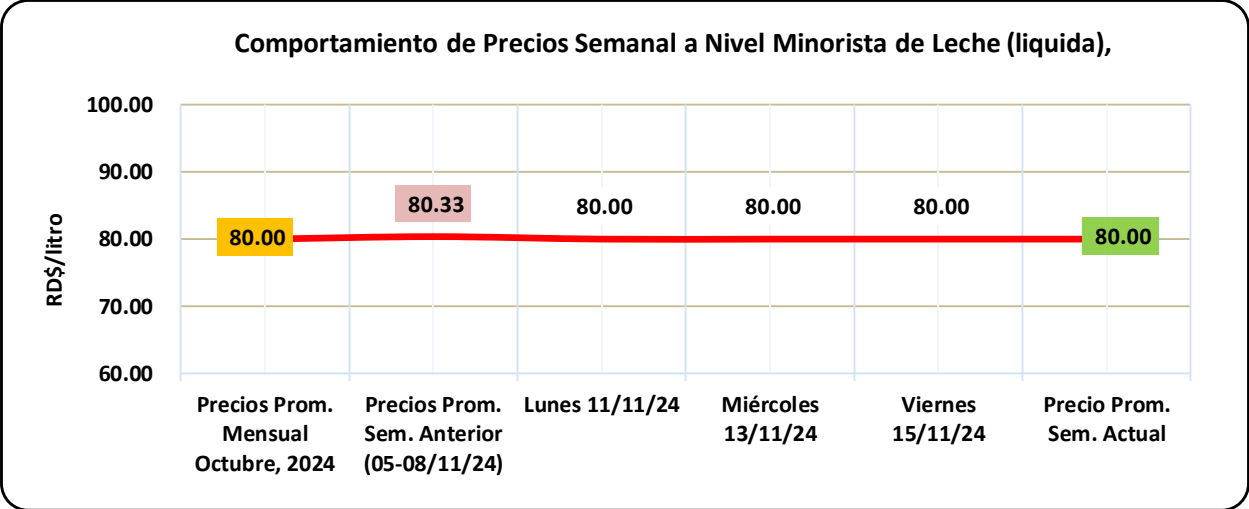 Comportamiento de Precios Semanal a Nivel Minorista de Leche (liquida),
RD$/litro
100.00
90.00
80.00
70.00
60.00
80.00
80.33
80.00
80.00
80.00
80.00
Precios Prom.
Mensual
Octubre, 2024
Precios Prom.
Sem. Anterior
(05-08/11/24)
Lunes 11/11/24
Miércoles
13/11/24
Viernes
15/11/24
Precio Prom.
Sem. Actual